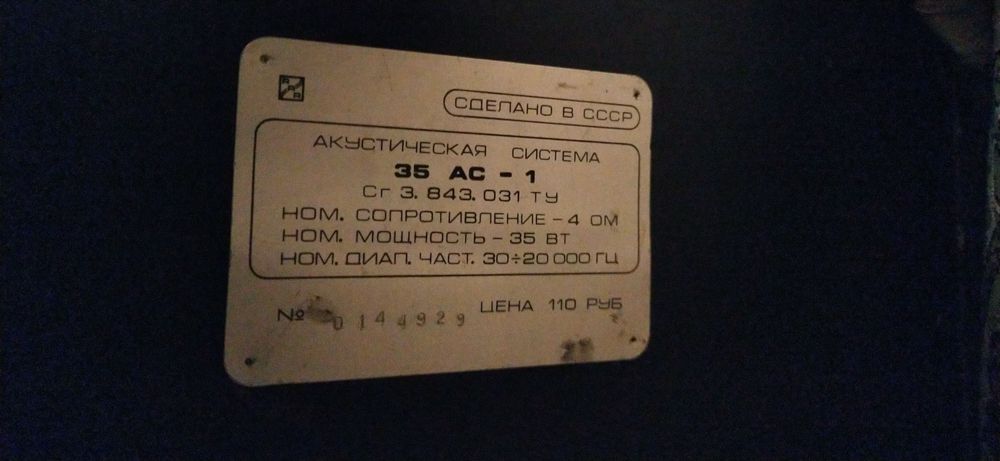 СДЕЛАНО В СССР
АКУСТИЧЕСКАЯ СИСТЕМА
35 АС - 1
Сг 3. 843. 031 ТУ
НОМ. СОПРОТИВЛЕНИЕ - 4 ОМ
НОМ. МОЩНОСТЬ - 35 ВТ
НОМ. ДИАП. ЧАСТ. 30÷20 000 ГЦ
ЦЕНА 110 РУБ
№ 0144929